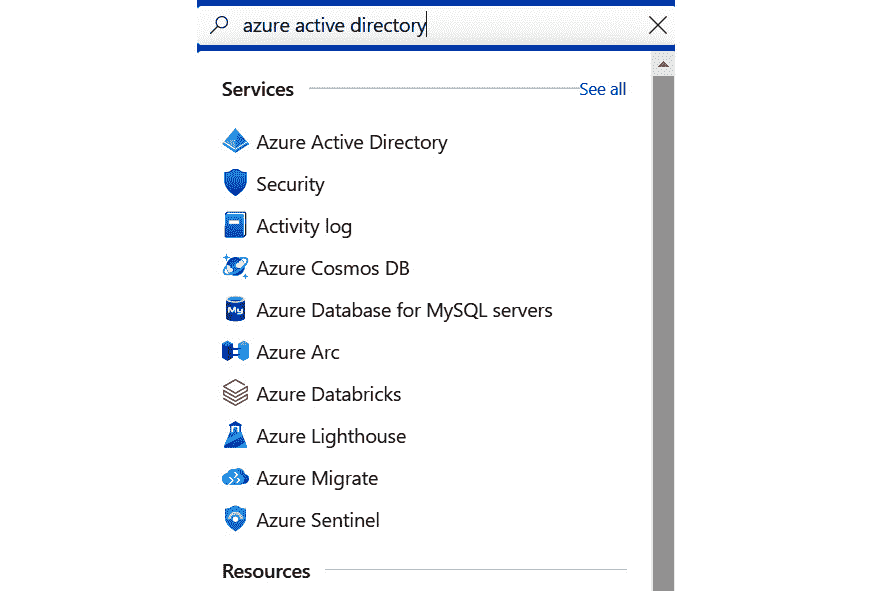 azure active directory
Services See all
Azure Active Directory
Security
Activity log
Azure Cosmos DB
My Azure Database for MySQL servers
Azure Arc
Azure Databricks
Azure Lighthouse
Azure Migrate
Azure Sentinel
Resources